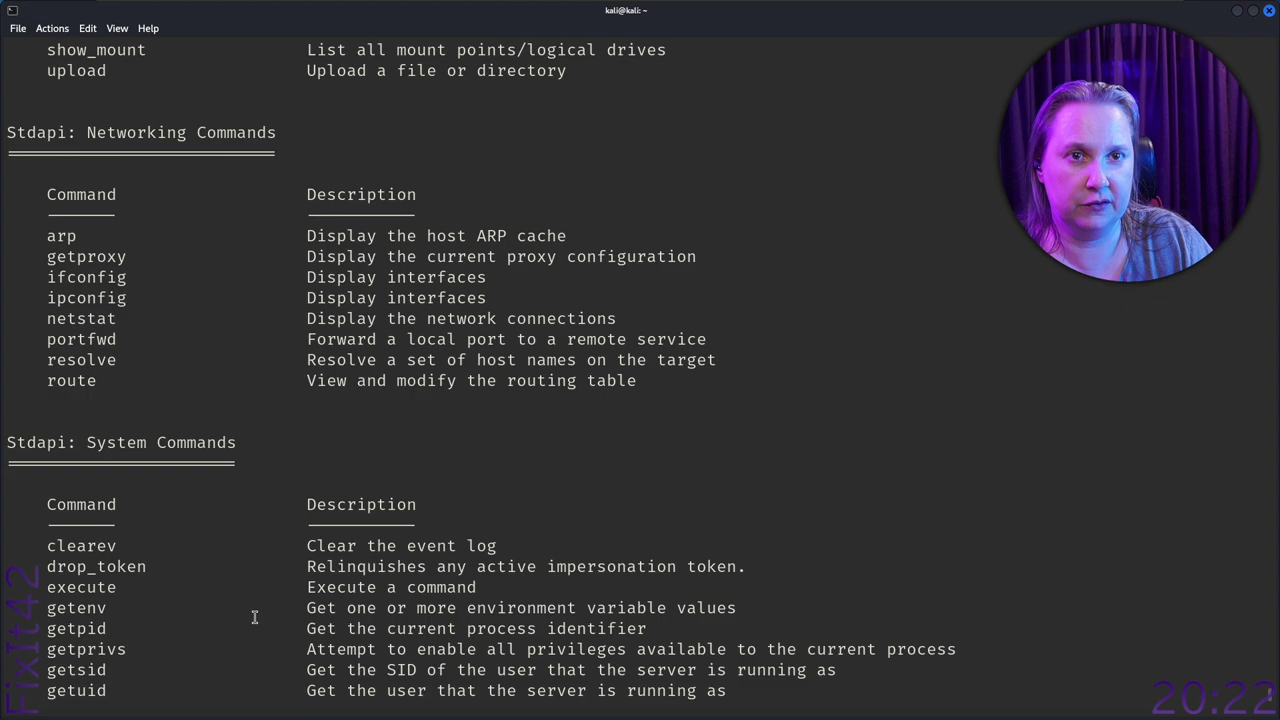 kali@kali: ~
File Actions Edit View Help
show_mount List all mount points/logical drives
upload Upload a file or directory
Stdapi: Networking Commands
Command Description
arp Display the host ARP cache
getproxy Display the current proxy configuration
ifconfig Display interfaces
ipconfig Display interfaces
netstat Display the network connections
portfwd Forward a local port to a remote service
resolve Resolve a set of host names on the target
route View and modify the routing table
Stdapi: System Commands
Command Description
clearev Clear the event log
drop_token Relinquishes any active impersonation token.
execute Execute a command
getenv Get one or more environment variable values
getpid Get the current process identifier
getprivs Attempt to enable all privileges available to the current process
getsid Get the SID of the user that the server is running as
getuid Get the user that the server is running as
FixIt42
20:22